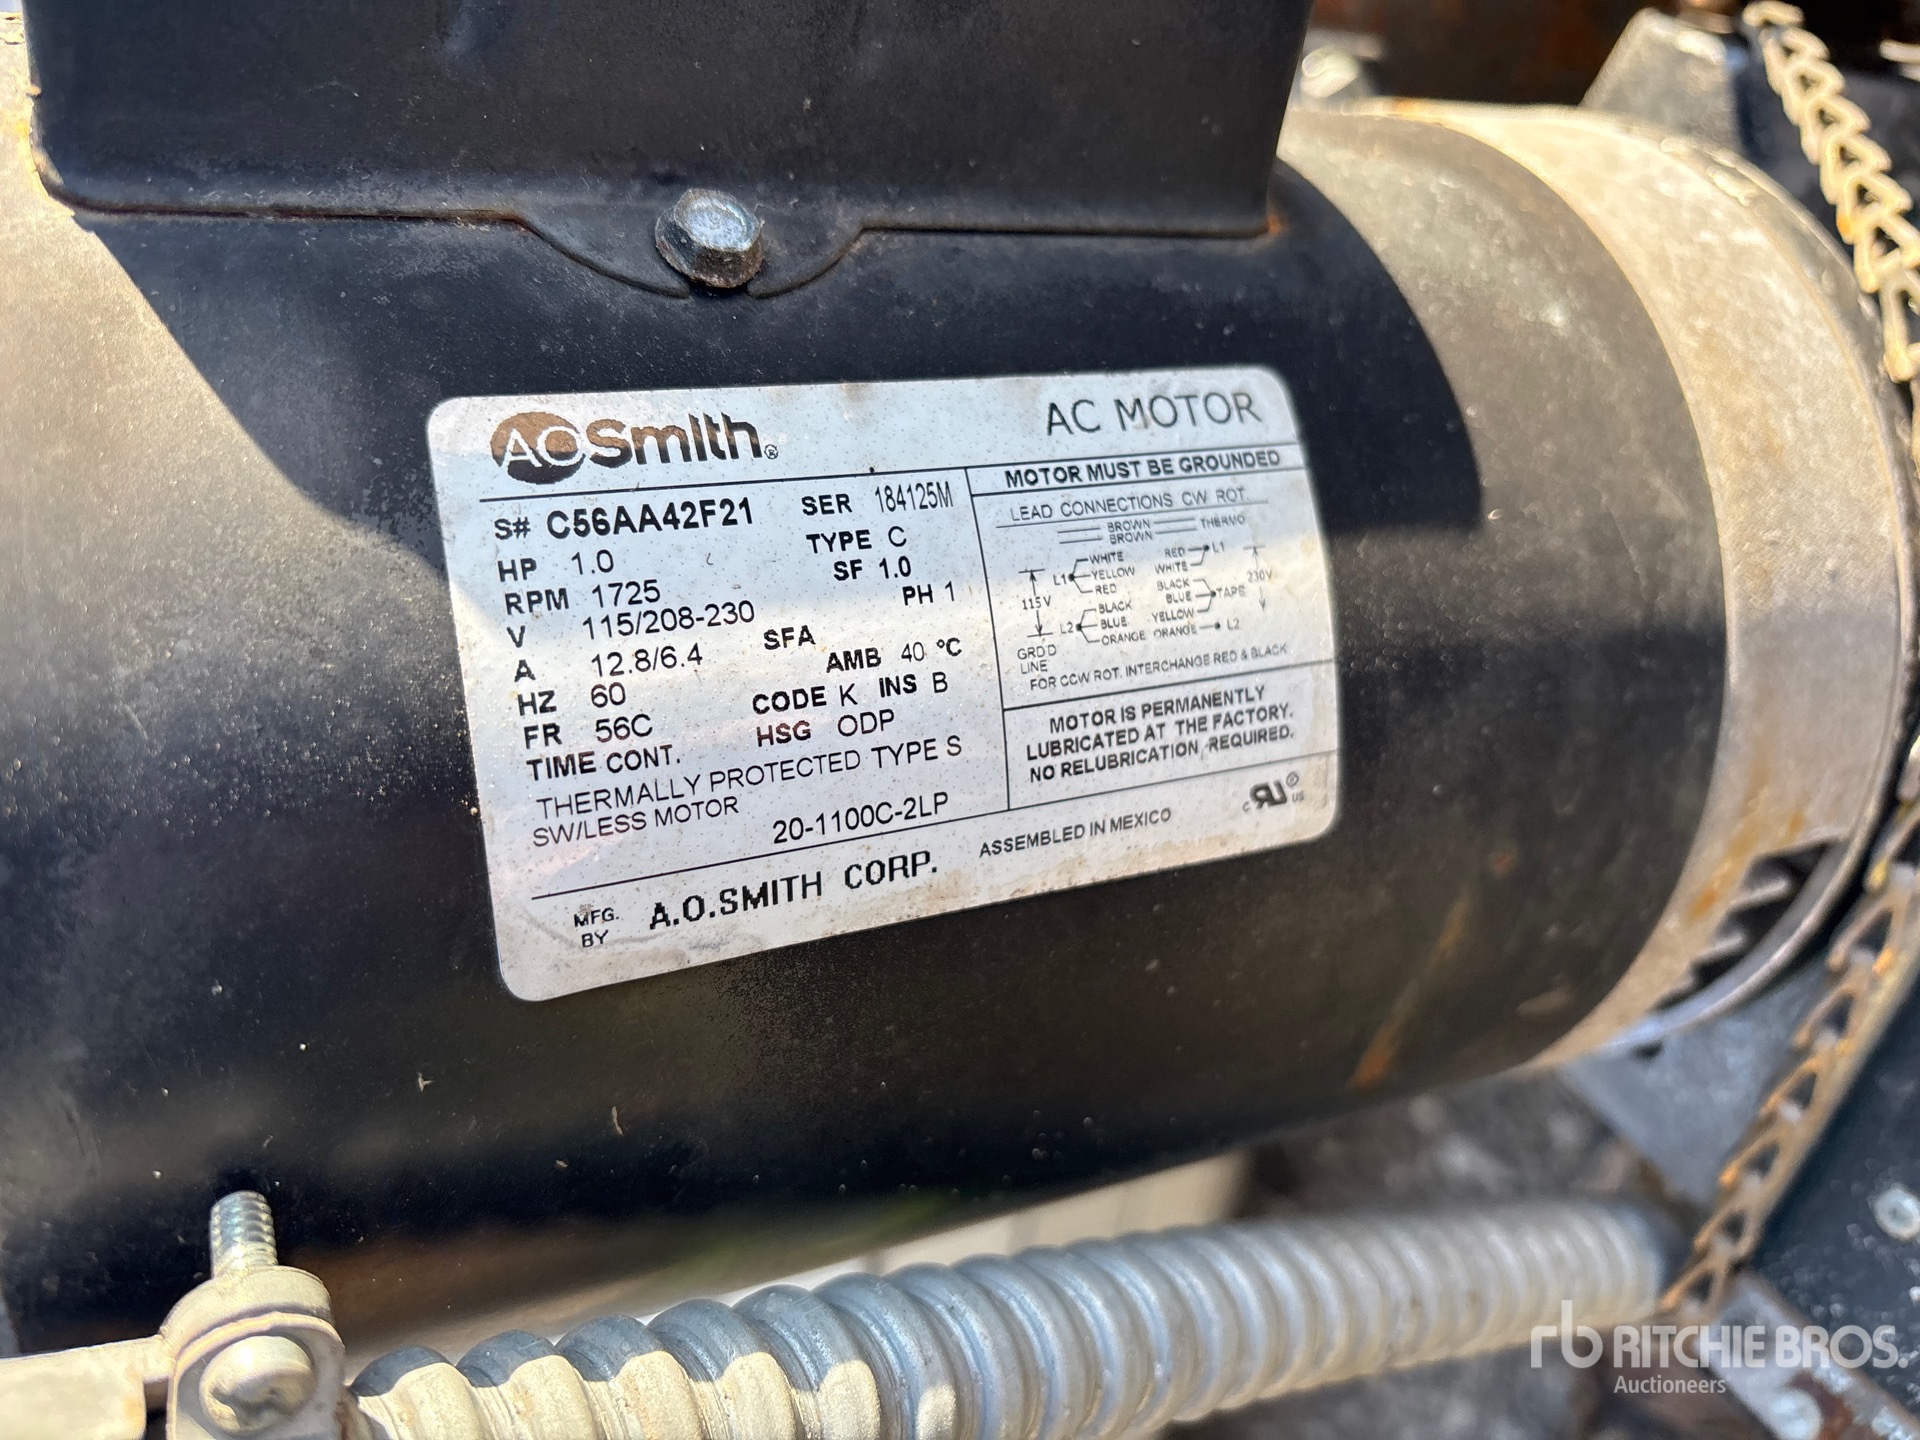 AOSmith®
AC MOTOR
S# C56AA42F21 SER 184125M
HP 1.0 TYPE C
RPM 1725 SF 1.0
V 115/208-230 PH 1
A 12.8/6.4 SFA
HZ 60 AMB 40 °C
FR 56C CODE K INS B
TIME CONT. HSG ODP
THERMALLY PROTECTED TYPE S
SW/LESS MOTOR
20-1100C-2LP
MOTOR MUST BE GROUNDED
LEAD CONNECTIONS CW ROT.
BROWN THERMO
BROWN
WHITE RED L1
L1 YELLOW WHITE 230V
115V RED BLACK
BLACK BLUE TAPE
L2 BLUE YELLOW
ORANGE ORANGE L2
GRD'D
LINE
FOR CCW ROT. INTERCHANGE RED & BLACK
MOTOR IS PERMANENTLY
LUBRICATED AT THE FACTORY.
NO RELUBRICATION REQUIRED.
MFG.
BY
A.O.SMITH CORP. ASSEMBLED IN MEXICO
c RU ® US
rb RITCHIE BROS.
Auctioneers